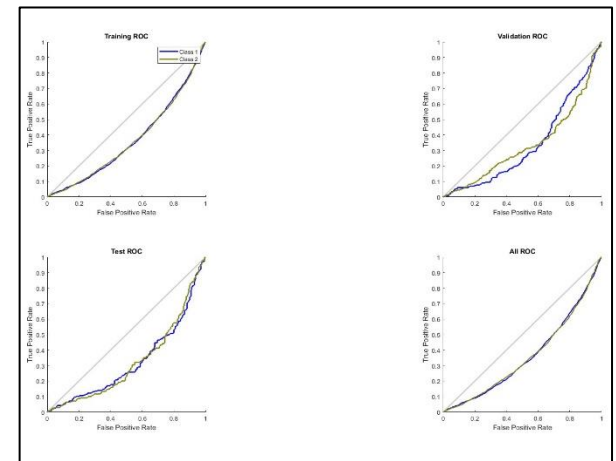 Training ROC
Class 1
Class 2
True Positive Rate
1
0.9
0.8
0.7
0.6
0.5
0.4
0.3
0.2
0.1
0
0 0.2 0.4 0.6 0.8 1
False Positive Rate
Validation ROC
True Positive Rate
1
0.9
0.8
0.7
0.6
0.5
0.4
0.3
0.2
0.1
0
0 0.2 0.4 0.6 0.8 1
False Positive Rate
Test ROC
True Positive Rate
1
0.9
0.8
0.7
0.6
0.5
0.4
0.3
0.2
0.1
0
0 0.2 0.4 0.6 0.8 1
False Positive Rate
All ROC
True Positive Rate
1
0.9
0.8
0.7
0.6
0.5
0.4
0.3
0.2
0.1
0
0 0.2 0.4 0.6 0.8 1
False Positive Rate